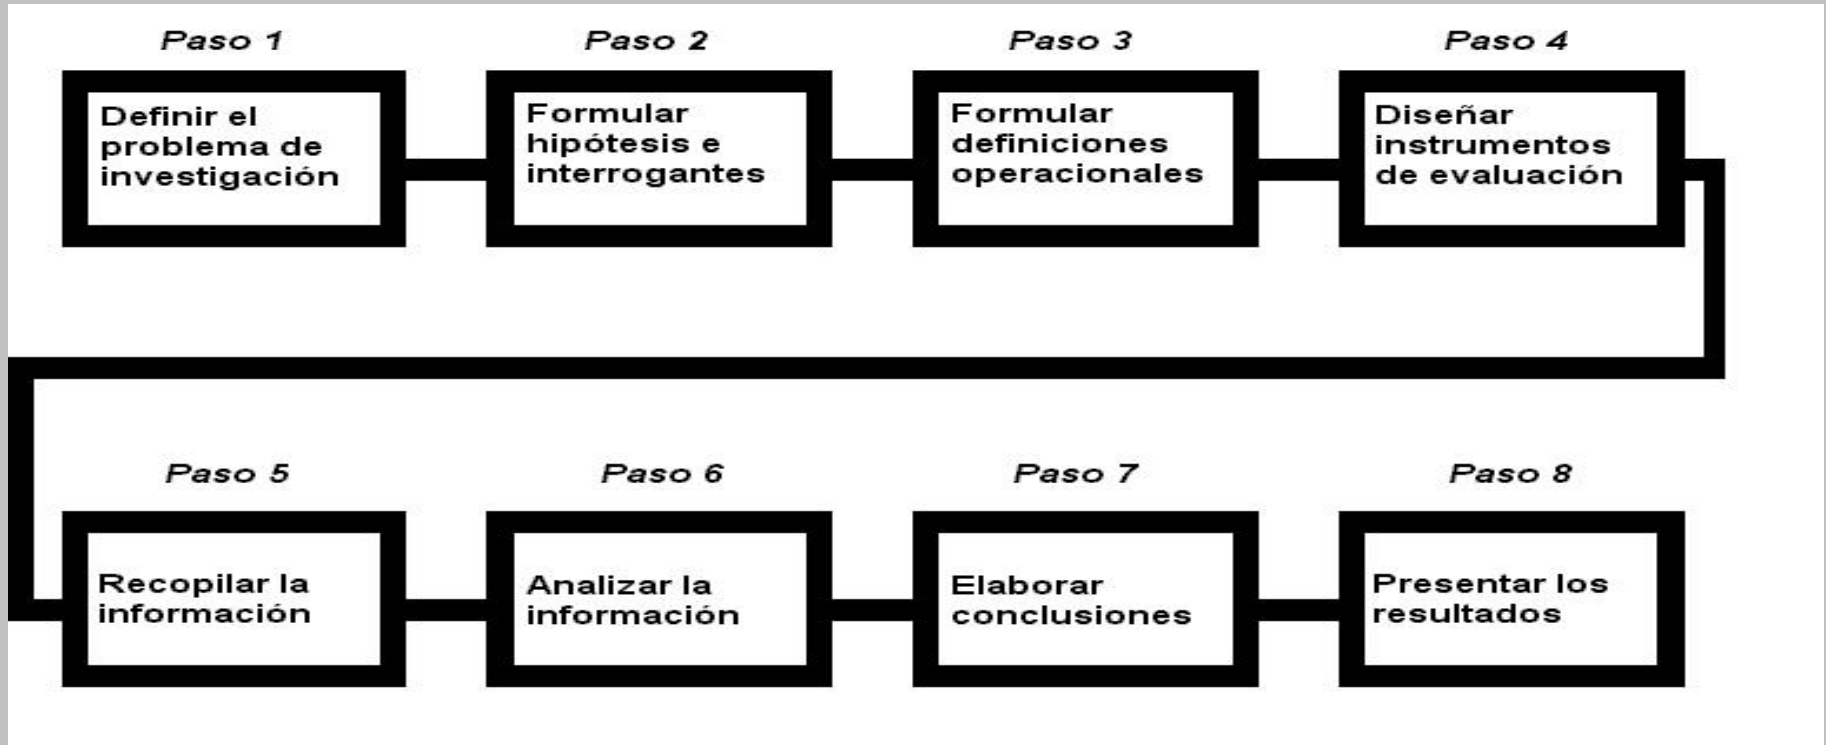 Paso 1
Definir el
problema de
investigación
Paso 2
Formular
hipótesis e
interrogantes
Paso 3
Formular
definiciones
operacionales
Paso 4
Diseñar
instrumentos
de evaluación
Paso 5
Recopilar la
información
Paso 6
Analizar la
información
Paso 7
Elaborar
conclusiones
Paso 8
Presentar los
resultados